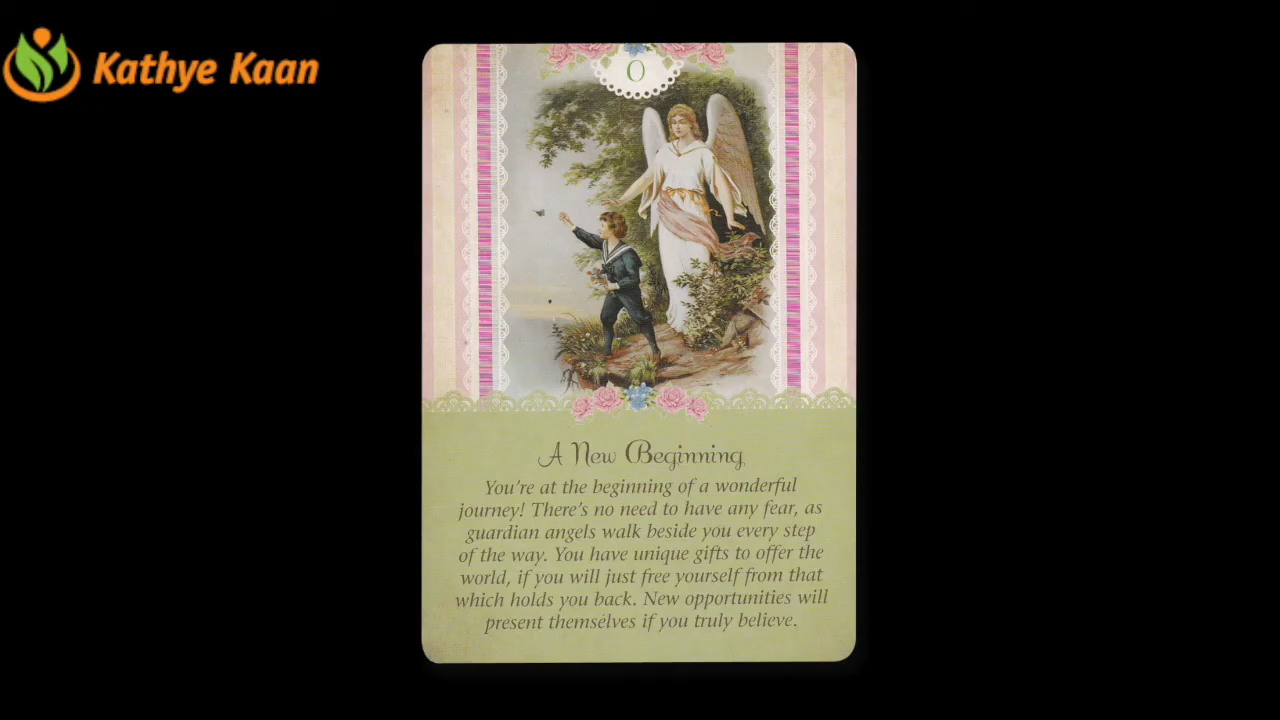 Kathye Kaan
0
A New Beginning
You're at the beginning of a wonderful
journey! There's no need to have any fear, as
guardian angels walk beside you every step
of the way. You have unique gifts to offer the
world, if you will just free yourself from that
which holds you back. New opportunities will
present themselves if you truly believe.